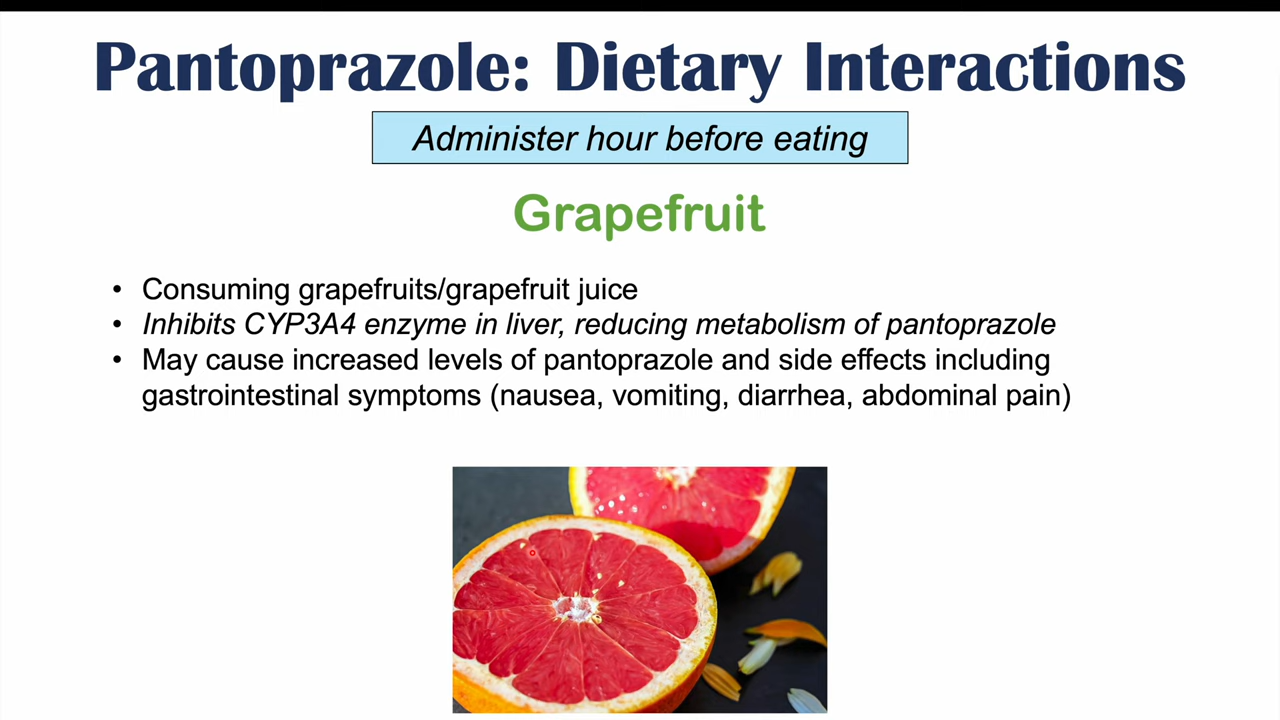 Pantoprazole: Dietary Interactions
Administer hour before eating
Grapefruit
• Consuming grapefruits/grapefruit juice
• Inhibits CYP3A4 enzyme in liver, reducing metabolism of pantoprazole
• May cause increased levels of pantoprazole and side effects including
gastrointestinal symptoms (nausea, vomiting, diarrhea, abdominal pain)